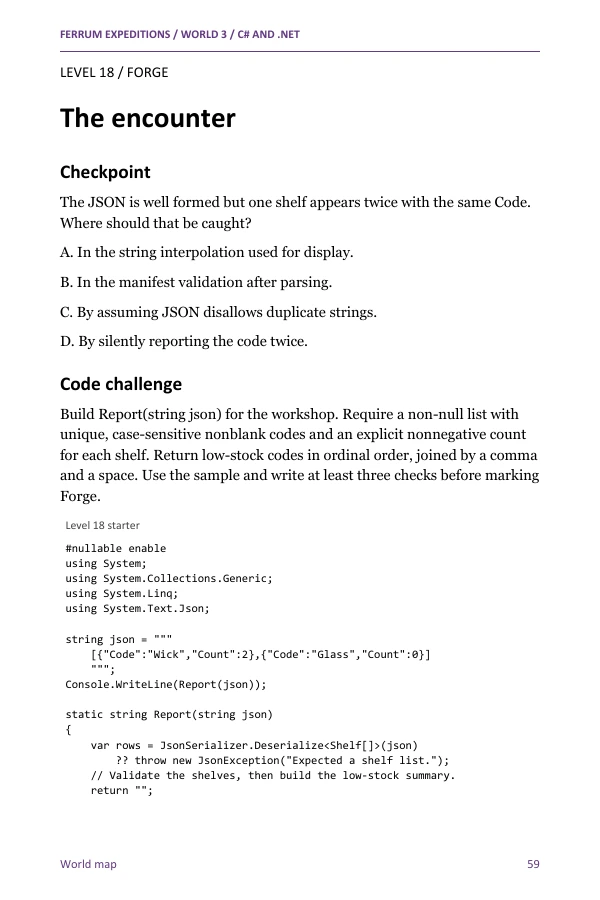 FERRUM EXPEDITIONS / WORLD 3 / C# AND .NET
LEVEL 18 / FORGE
The encounter
Checkpoint
The JSON is well formed but one shelf appears twice with the same Code.
Where should that be caught?
A. In the string interpolation used for display.
B. In the manifest validation after parsing.
C. By assuming JSON disallows duplicate strings.
D. By silently reporting the code twice.
Code challenge
Build Report(string json) for the workshop. Require a non-null list with
unique, case-sensitive nonblank codes and an explicit nonnegative count
for each shelf. Return low-stock codes in ordinal order, joined by a comma
and a space. Use the sample and write at least three checks before marking
Forge.
Level 18 starter
#nullable enable
using System;
using System.Collections.Generic;
using System.Linq;
using System.Text.Json;
string json = """
    [{"Code":"Wick","Count":2},{"Code":"Glass","Count":0}]
    """;
Console.WriteLine(Report(json));
static string Report(string json)
{
    var rows = JsonSerializer.Deserialize<Shelf[]>(json)
        ?? throw new JsonException("Expected a shelf list.");
    // Validate the shelves, then build the low-stock summary.
    return "";
World map
59